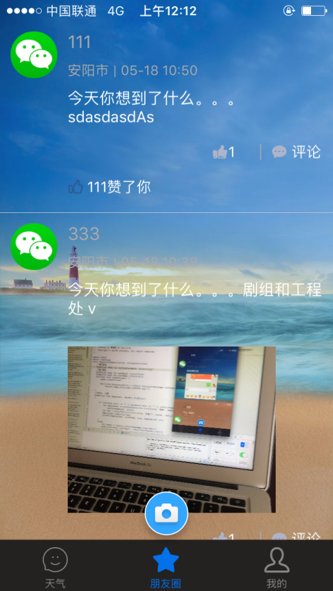 中国联通 4G 上午12:12
111
安阳市 | 05-18 10:50
今天你想到了什么。。。
sdasdasdAs
1 评论
111赞了你
333
安阳市 | 05-18 10:38
今天你想到了什么。。。剧组和工程
处 v
MacBook Air
1 评论
天气 朋友圈 我的